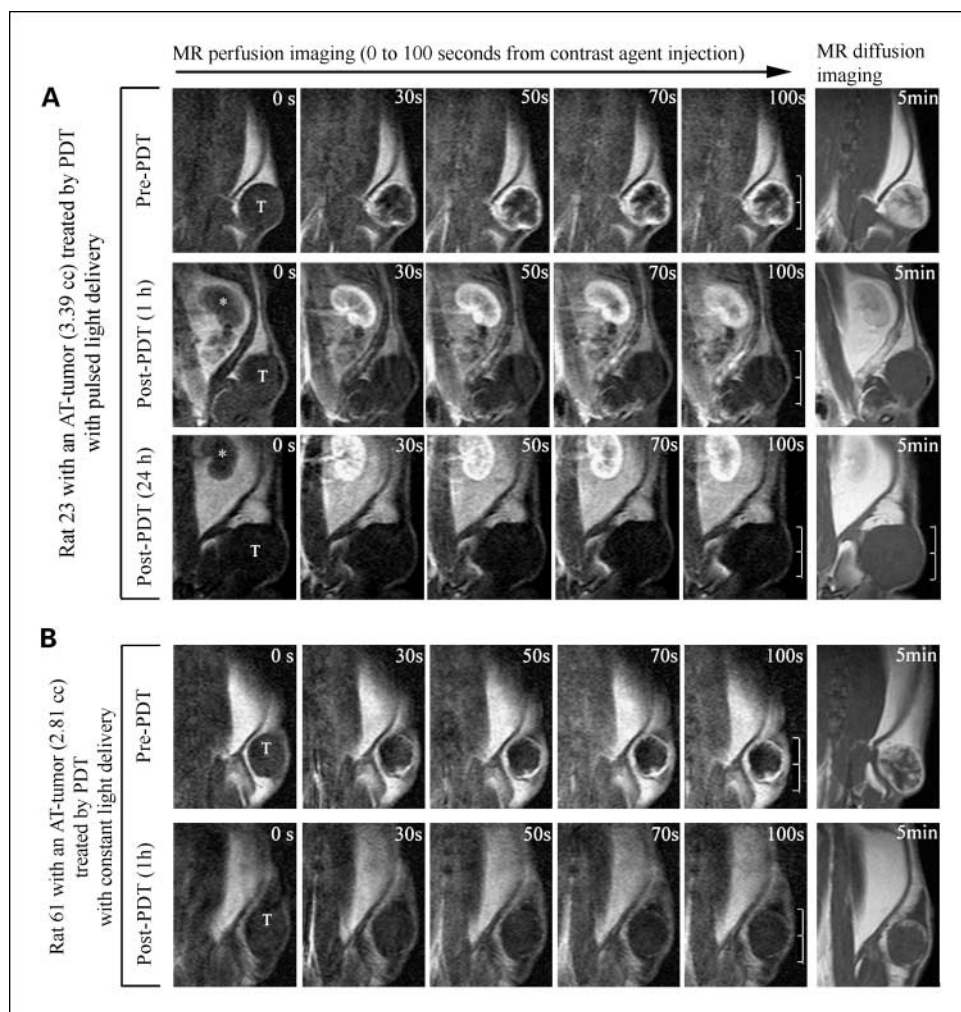 MR perfusion imaging (0 to 100 seconds from contrast agent injection)
MR diffusion
imaging
A
Rat 23 with an AT-tumor (3.39 cc) treated by PDT
with pulsed light delivery
Pre-PDT
0 s
30s
50s
70s
100s
5min
T
Post-PDT (1 h)
0 s
30s
50s
70s
100s
5min
*
T
Post-PDT (24 h)
0 s
30s
50s
70s
100s
5min
*
T
B
Rat 61 with an AT-tumor (2.81 cc)
treated by PDT
with constant light delivery
Pre-PDT
0 s
30s
50s
70s
100s
5min
T
Post-PDT (1h)
0 s
30s
50s
70s
100s
5min
T